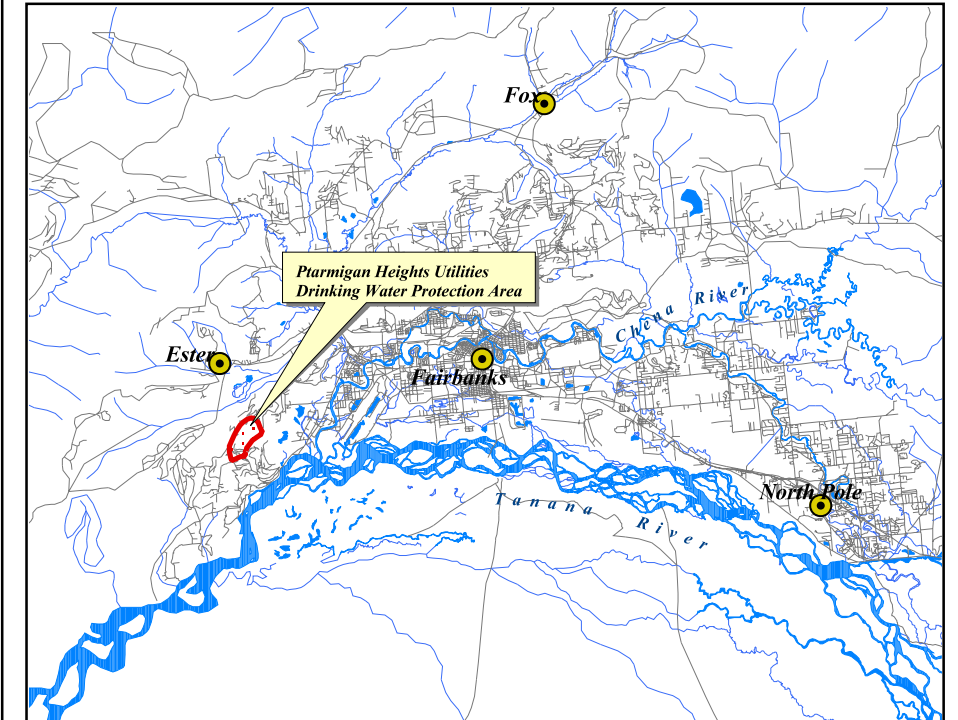 Fox
Ptarmigan Heights Utilities
Drinking Water Protection Area
Chena River
Ester
Fairbanks
North Pole
Tanana River